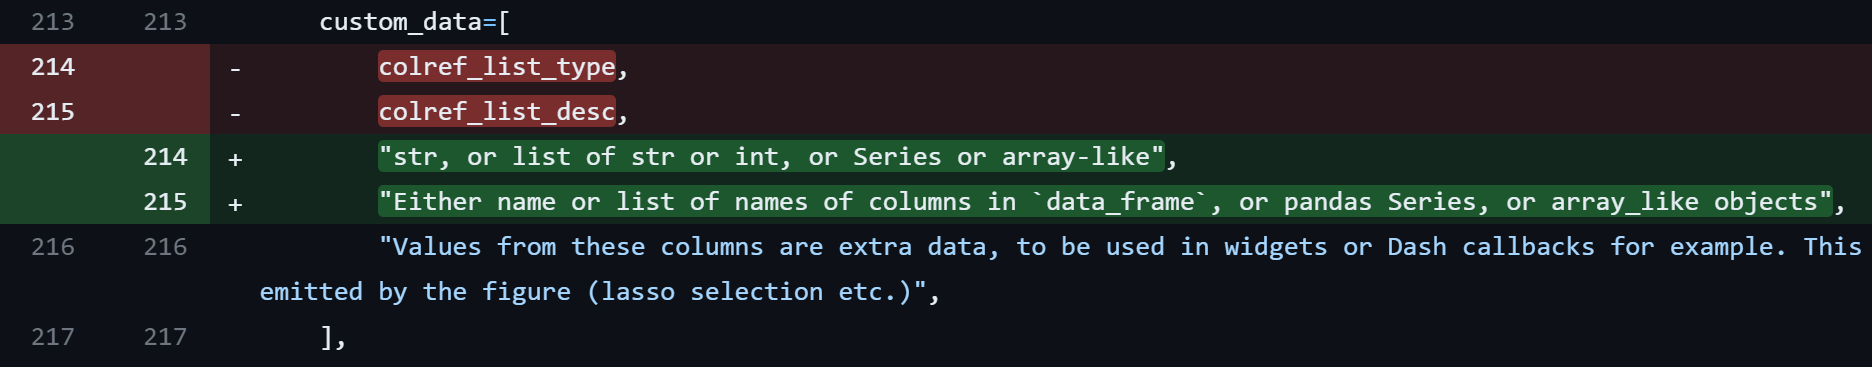 213 213 custom_data=[
214 - colref_list_type,
215 - colref_list_desc,
214 + "str, or list of str or int, or Series or array-like",
215 + "Either name or list of names of columns in `data_frame`, or pandas Series, or array_like objects",
216 216 "Values from these columns are extra data, to be used in widgets or Dash callbacks for example. This
emitted by the figure (lasso selection etc.)",
217 217 ],